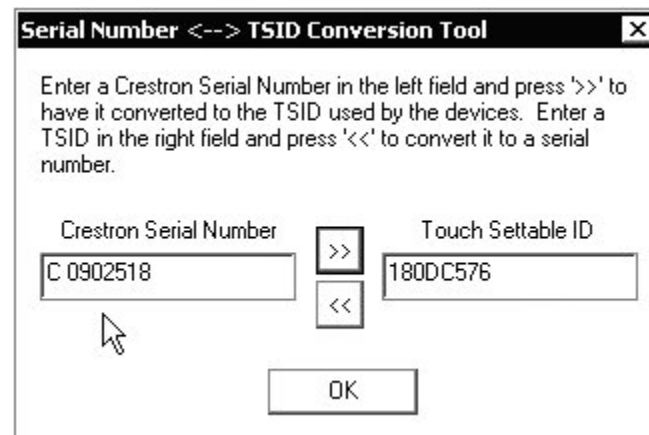 Serial Number <--> TSID Conversion Tool
Enter a Crestron Serial Number in the left field and press '>>' to
have it converted to the TSID used by the devices. Enter a
TSID in the right field and press '<<' to convert it to a serial
number.
Crestron Serial Number
Touch Settable ID
C 0902518
>>
180DC576
<<
OK